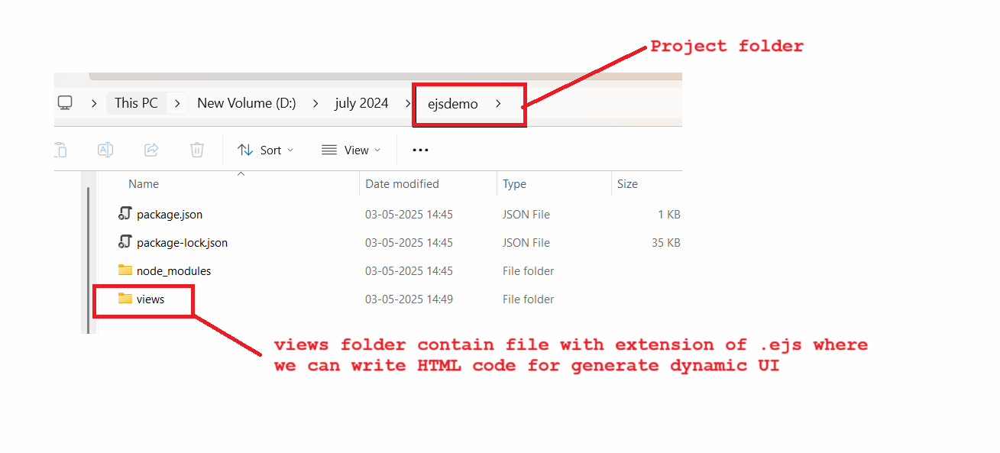 Project folder
This PC New Volume (D:) july 2024 ejsdemo
Sort View
Name Date modified Type Size
package.json 03-05-2025 14:45 JSON File 1 KB
package-lock.json 03-05-2025 14:45 JSON File 35 KB
node_modules 03-05-2025 14:45 File folder
views 03-05-2025 14:49 File folder
views folder contain file with extension of .ejs where
we can write HTML code for generate dynamic UI